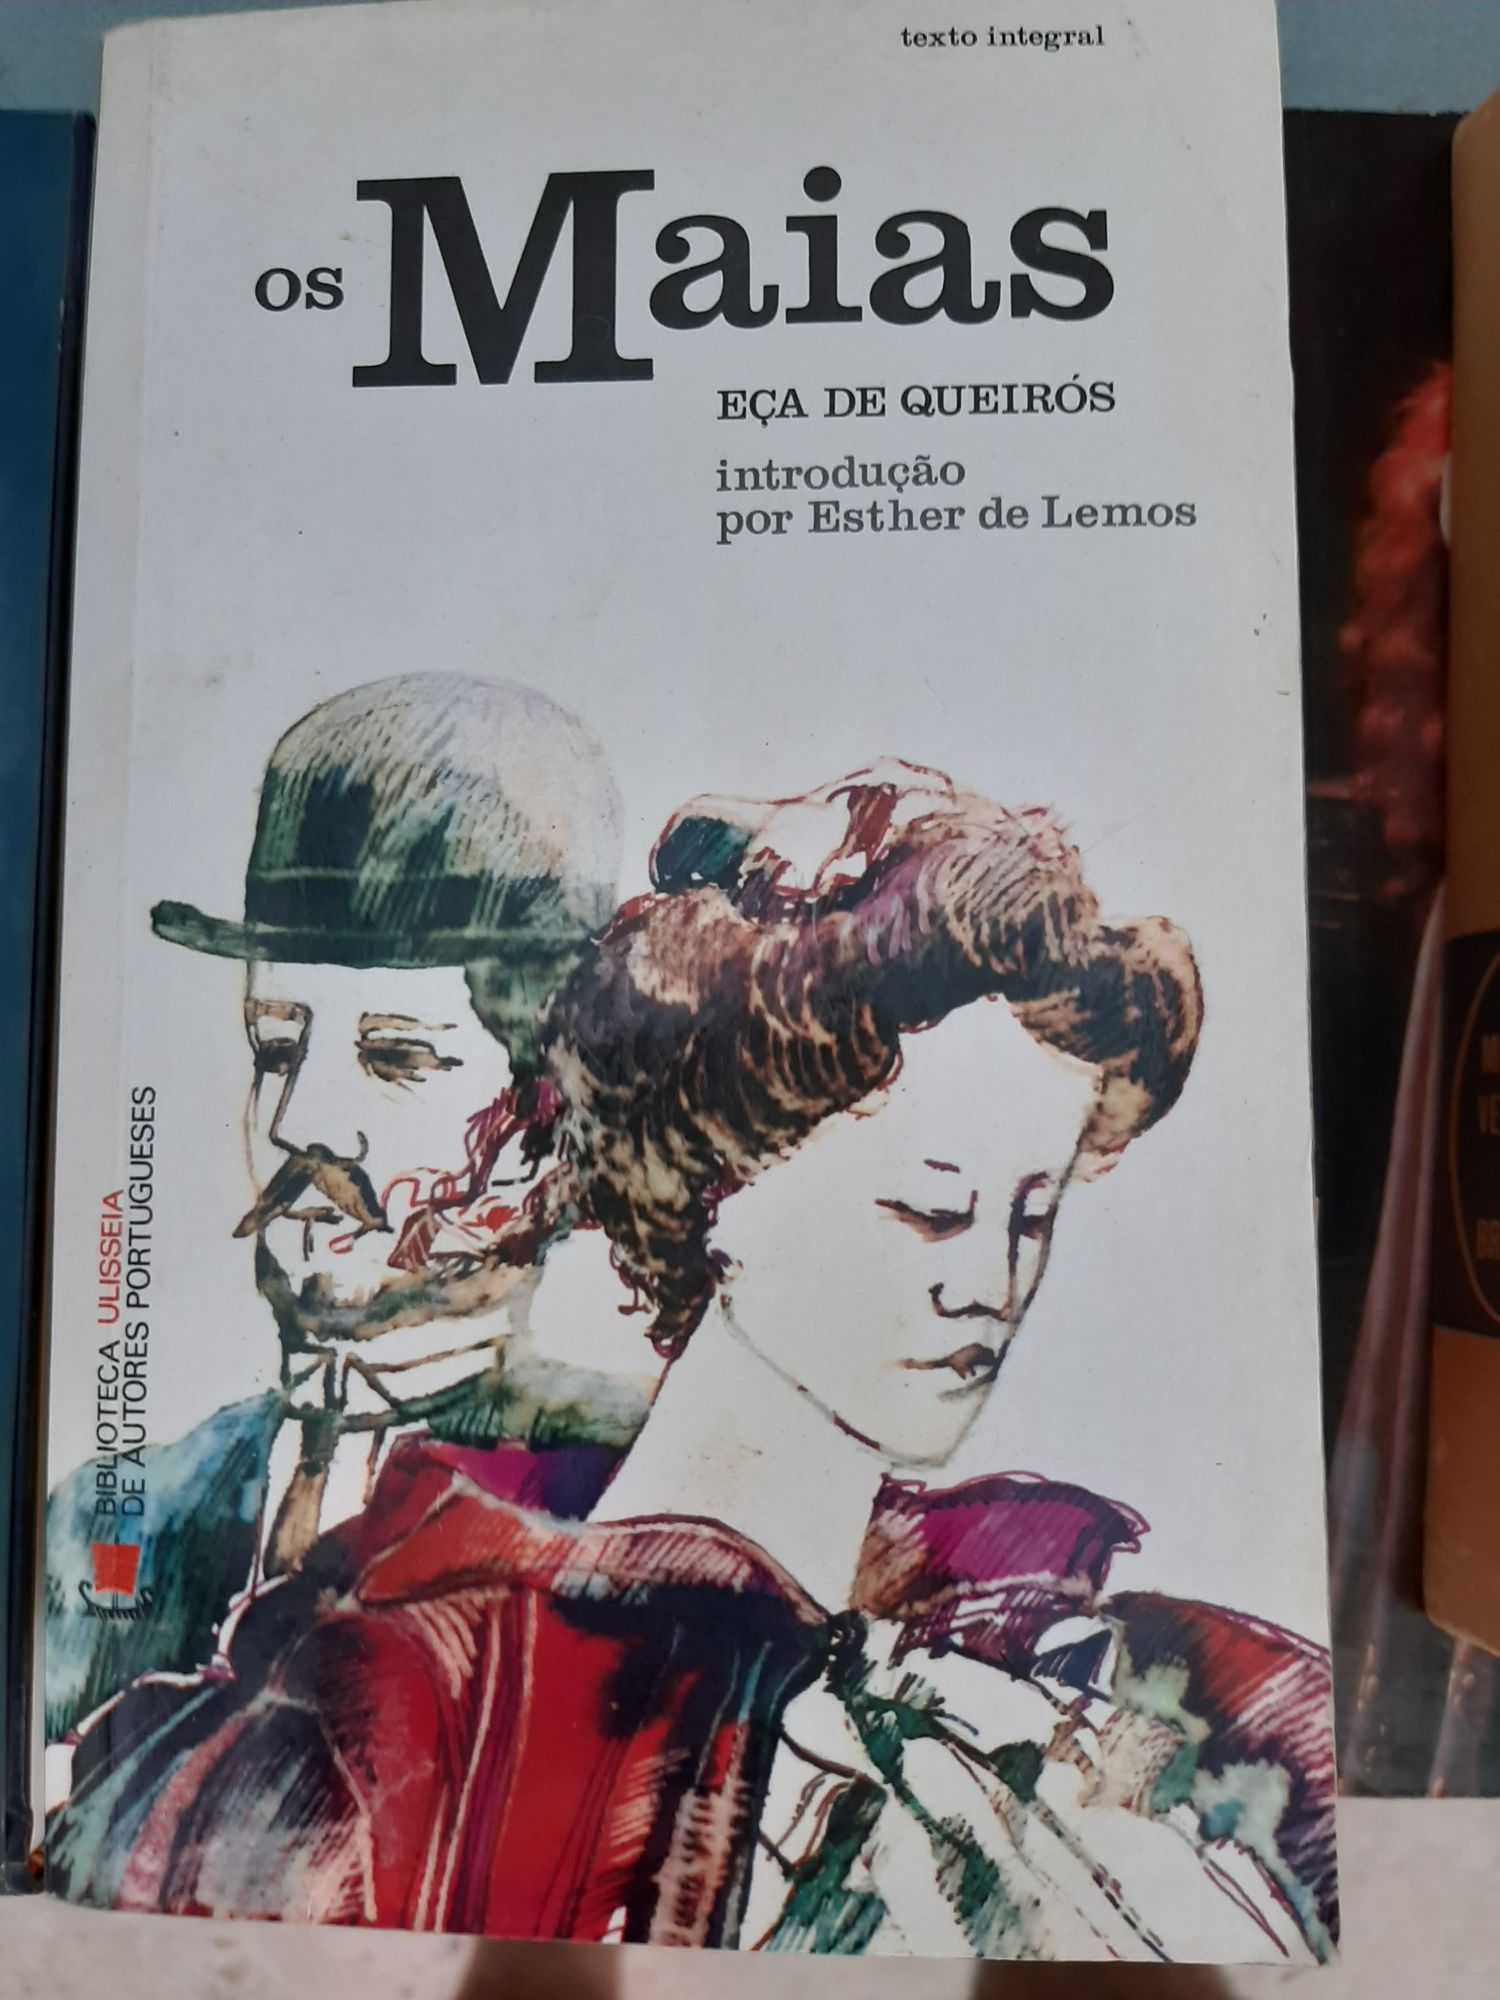 texto integral
os Maias
EÇA DE QUEIRÓS
introdução
por Esther de Lemos
BIBLIOTECA ULISSEIA
DE AUTORES PORTUGUESES